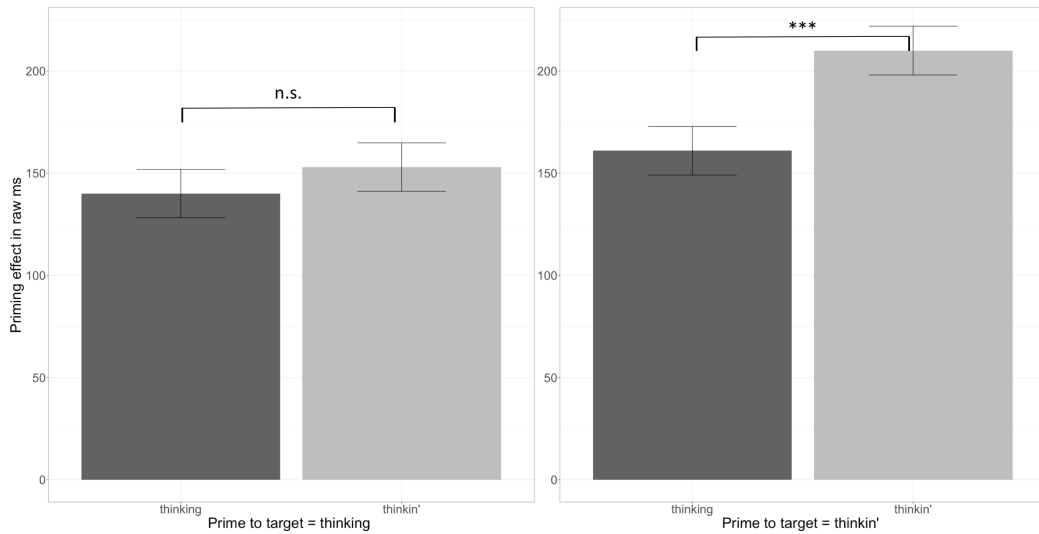 Priming effect in raw ms
200
150
100
50
0
n.s.
thinking
thinkin'
Prime to target = thinking
200
150
100
50
0
***
thinking
thinkin'
Prime to target = thinkin'